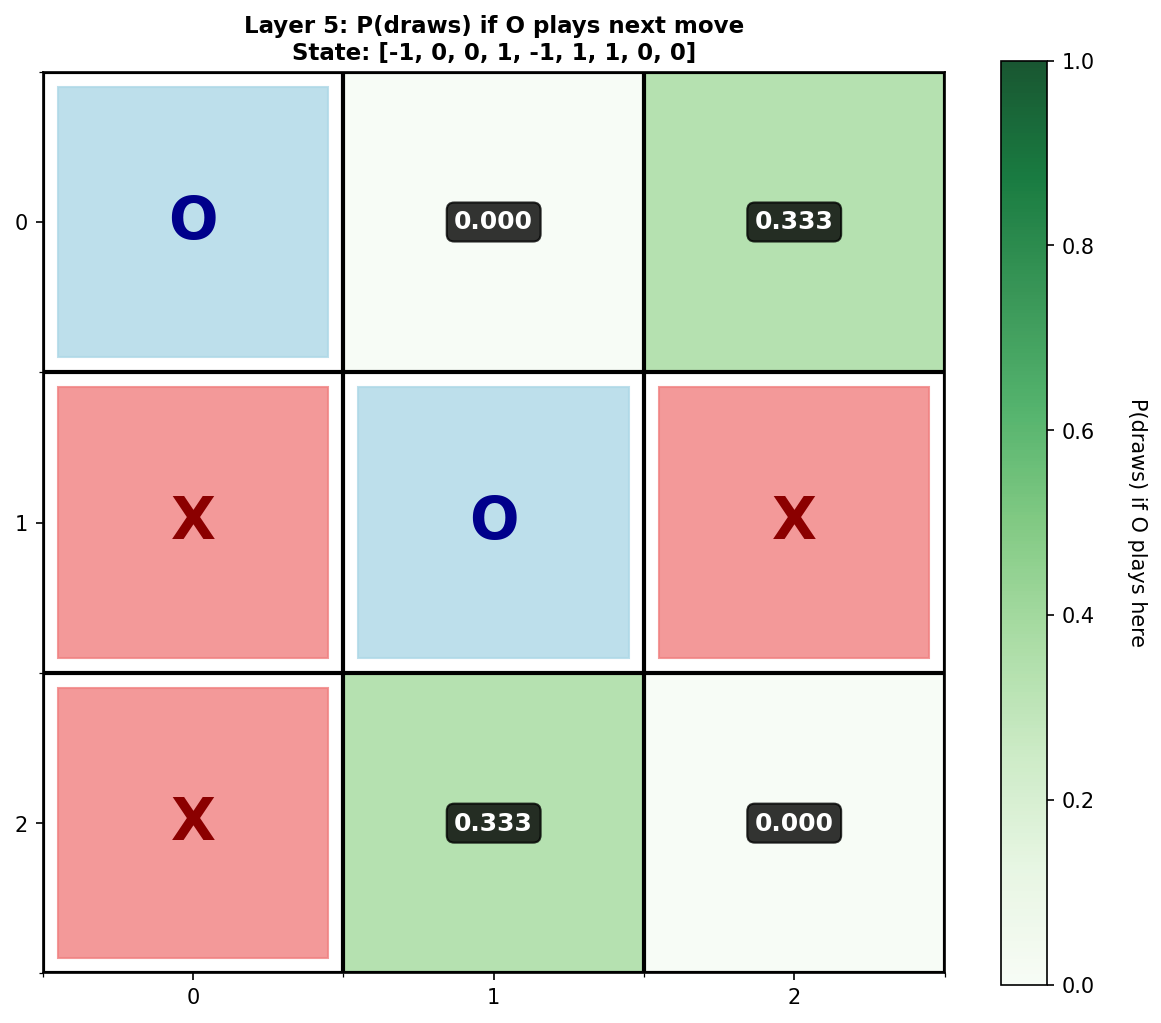 Layer 5: P(draws) if O plays next move
State: [-1, 0, 0, 1, -1, 1, 1, 0, 0]
O
0.000
0.333
X
O
X
X
0.333
0.000
0
1
2
0
1
2
1.0
0.8
0.6
0.4
0.2
0.0
P(draws) if O plays here